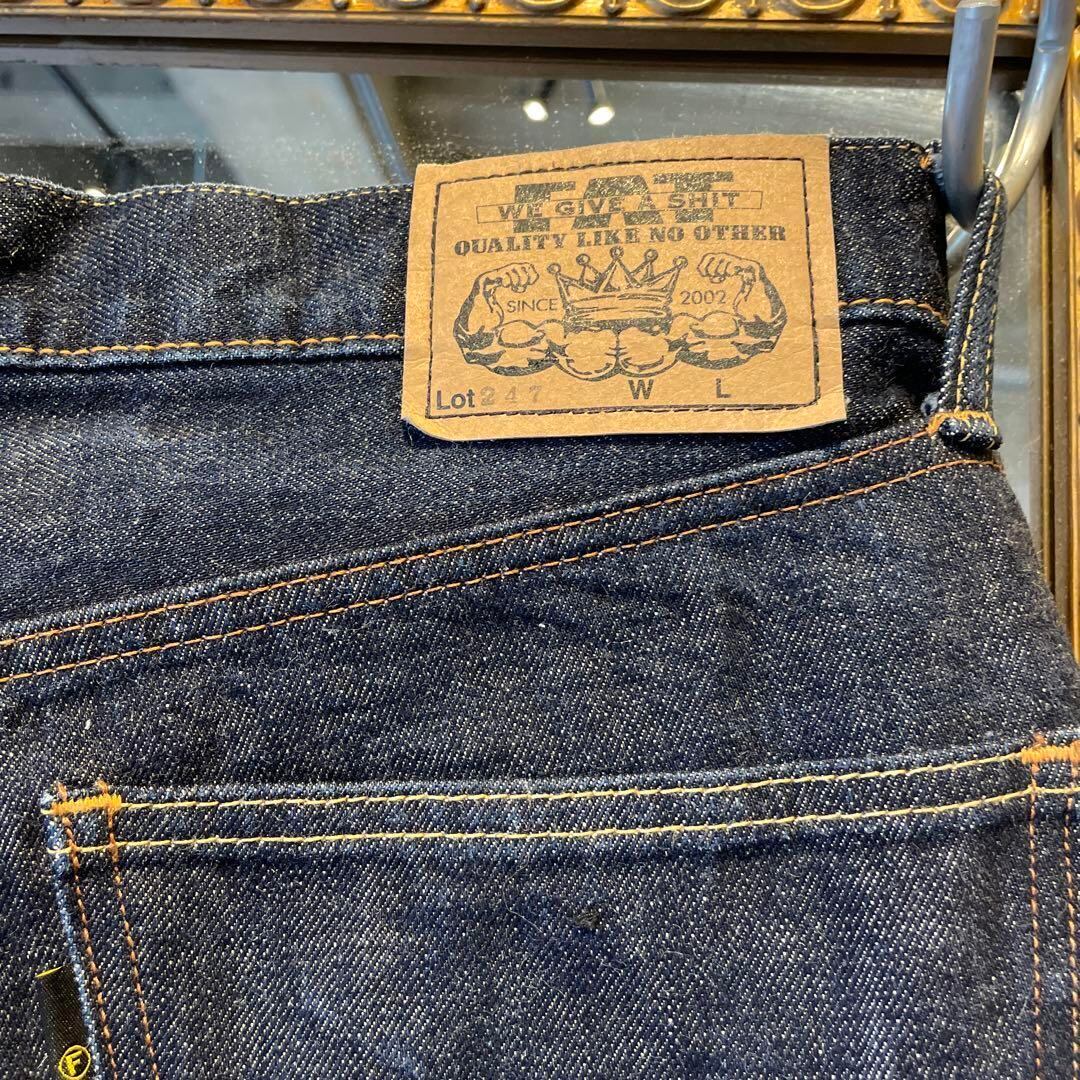 FAT
WE GIVE A SHIT
QUALITY LIKE NO OTHER
SINCE 2002
Lot 247 W L
F